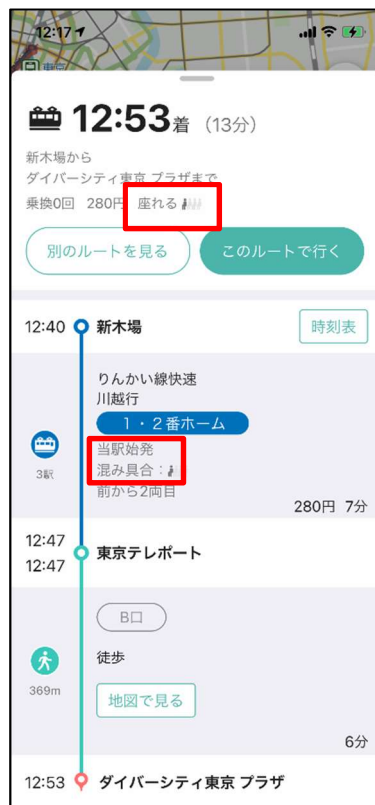 12:17
東京
12:53着 (13分)
新木場から
ダイバーシティ東京 プラザまで
乗換0回 280円 座れる
別のルートを見る
このルートで行く
12:40 新木場
時刻表
りんかい線快速
川越行
1・2番ホーム
当駅始発
混み具合：
前から2両目
3駅
280円 7分
12:47
12:47
東京テレポート
B口
徒歩
369m
地図で見る
6分
12:53 ダイバーシティ東京 プラザ